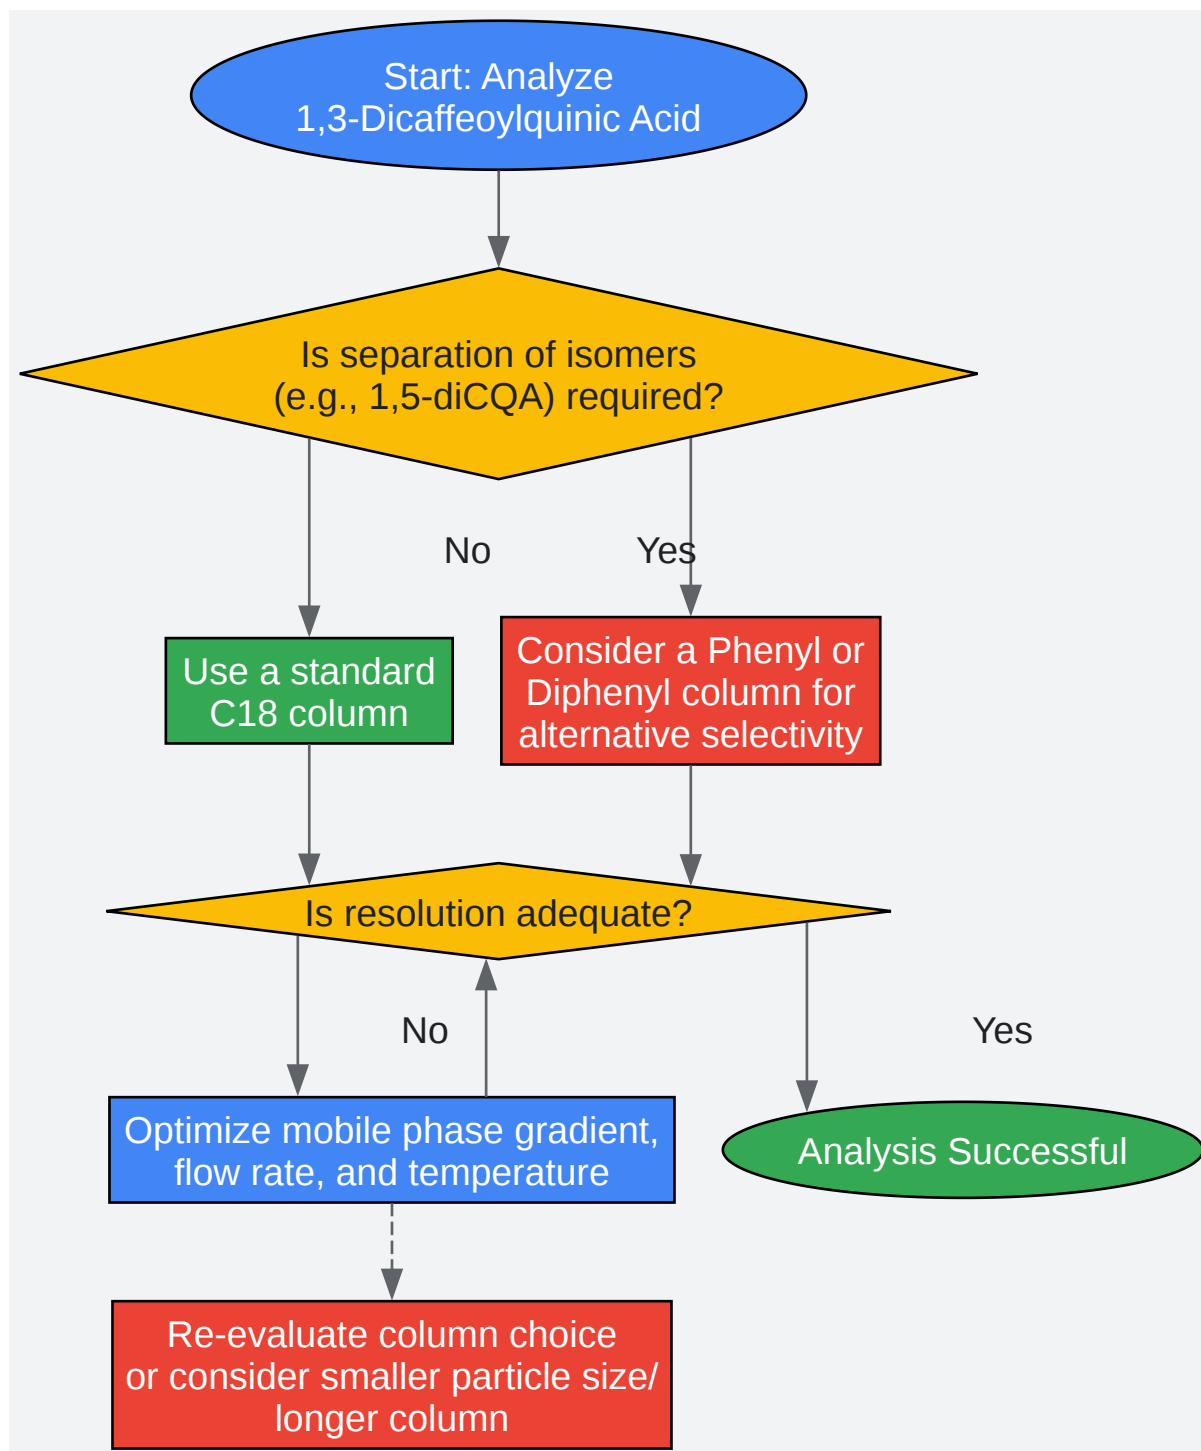 Start: Analyze
1,3-Dicaffeoylquinic Acid
Is separation of isomers
(e.g., 1,5-diCQA) required?
No
Yes
Use a standard
C18 column
Consider a Phenyl or
Diphenyl column for
alternative selectivity
Is resolution adequate?
No
Yes
Optimize mobile phase gradient,
flow rate, and temperature
Analysis Successful
Re-evaluate column choice
or consider smaller particle size/
longer column